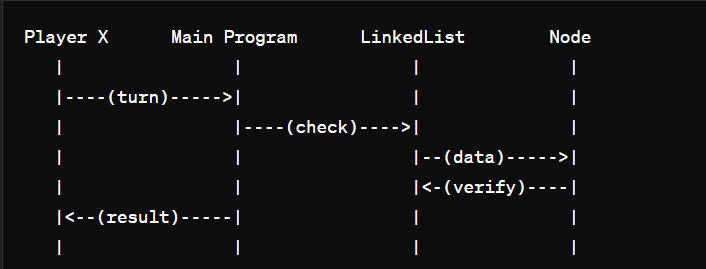 Player X      Main Program      LinkedList        Node
   |                 |                |              |
   |----(turn)----->|                |              |
   |                 |----(check)---->|              |
   |                 |                |--(data)----->|
   |                 |                |<-(verify)----|
   |<--(result)-----|                |              |
   |                 |                |              |